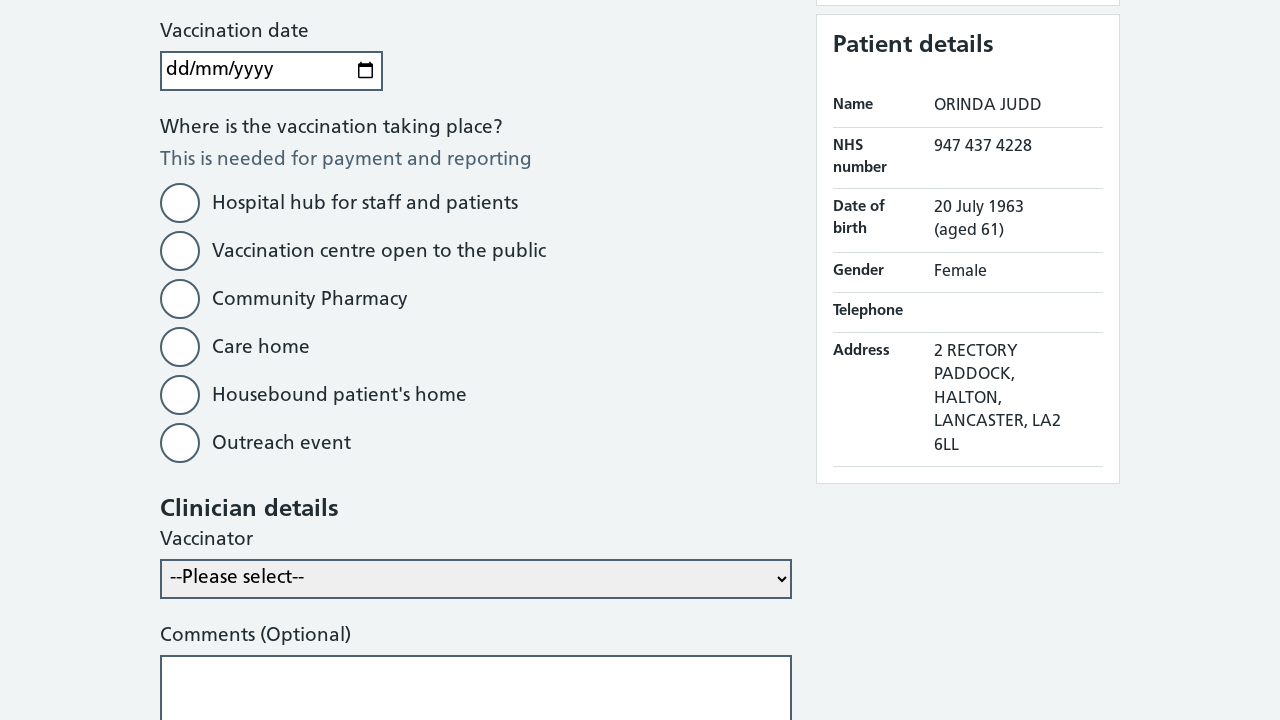 Vaccination date
dd/mm/yyyy
Where is the vaccination taking place?
This is needed for payment and reporting
Hospital hub for staff and patients
Vaccination centre open to the public
Community Pharmacy
Care home
Housebound patient's home
Outreach event
Clinician details
Vaccinator
--Please select--
Comments (Optional)
Patient details
Name ORINDA JUDD
NHS number 947 437 4228
Date of birth 20 July 1963
(aged 61)
Gender Female
Telephone
Address 2 RECTORY
PADDOCK,
HALTON,
LANCASTER, LA2
6LL